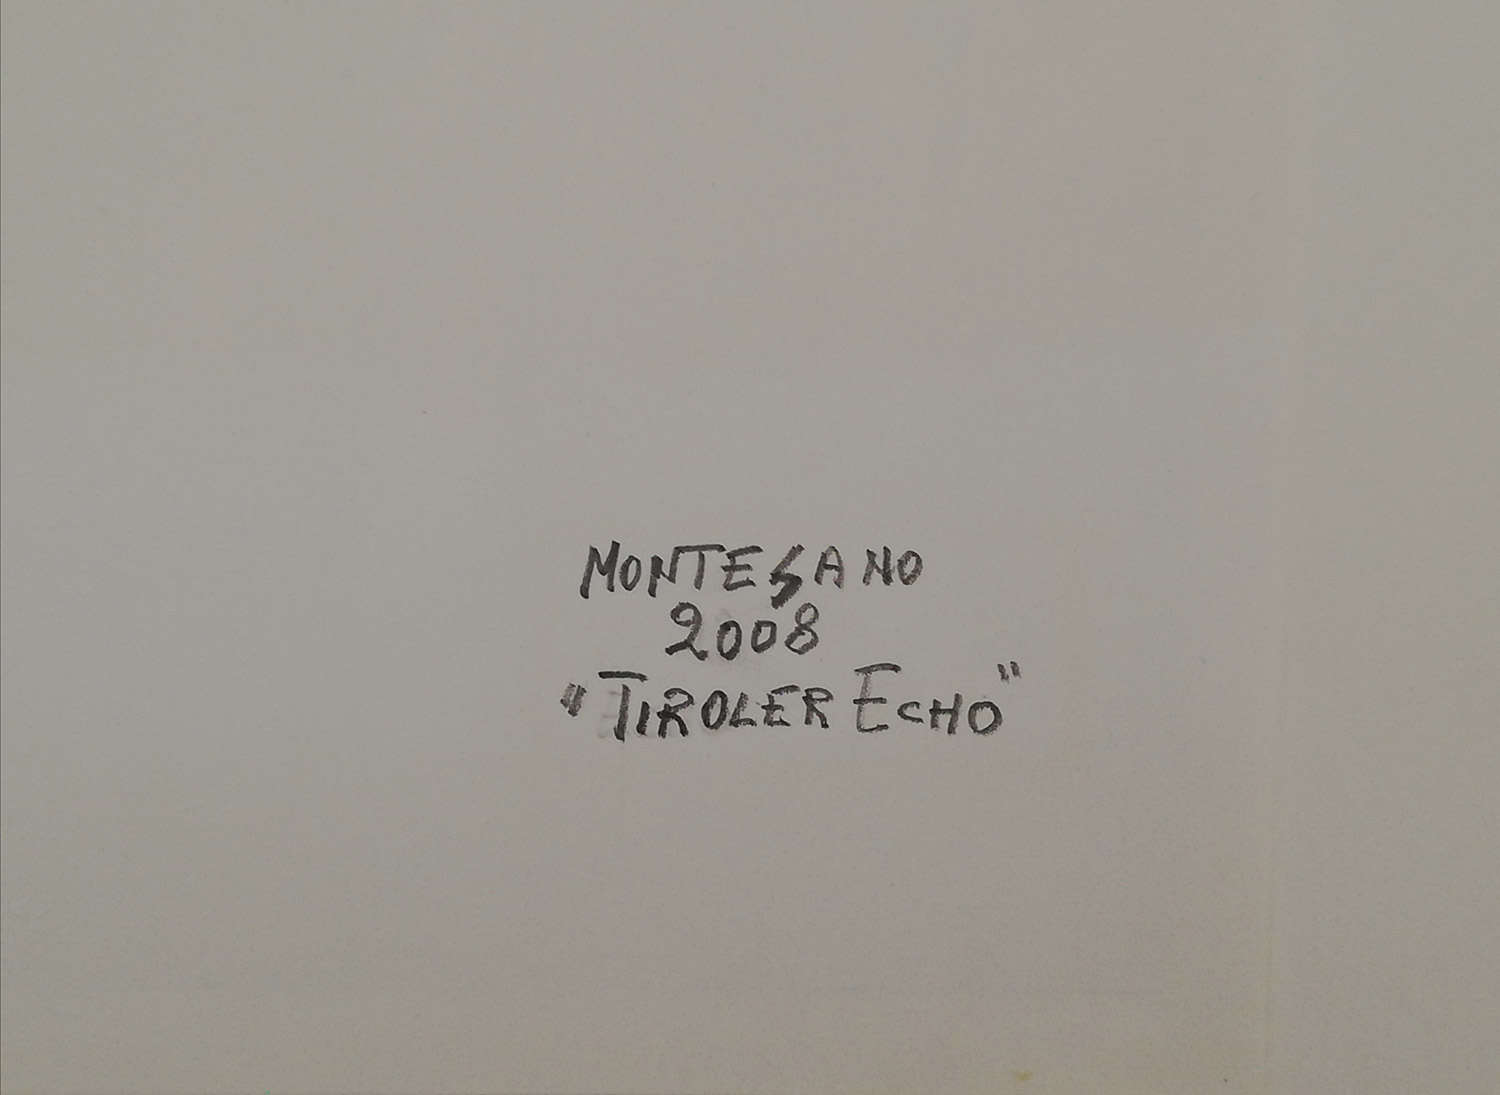 MONTESANO
2008
"TIROLER ECHO"